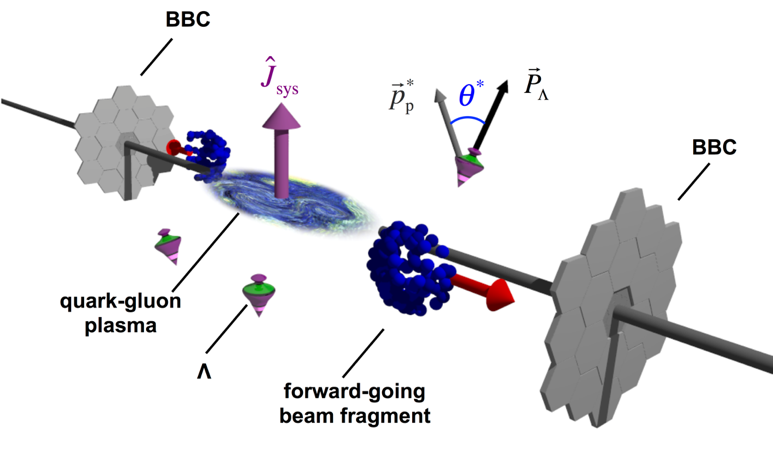 BBC
Ĵsys
p⃗p*
θ*
P⃗Λ
BBC
quark-gluon
plasma
Λ
forward-going
beam fragment